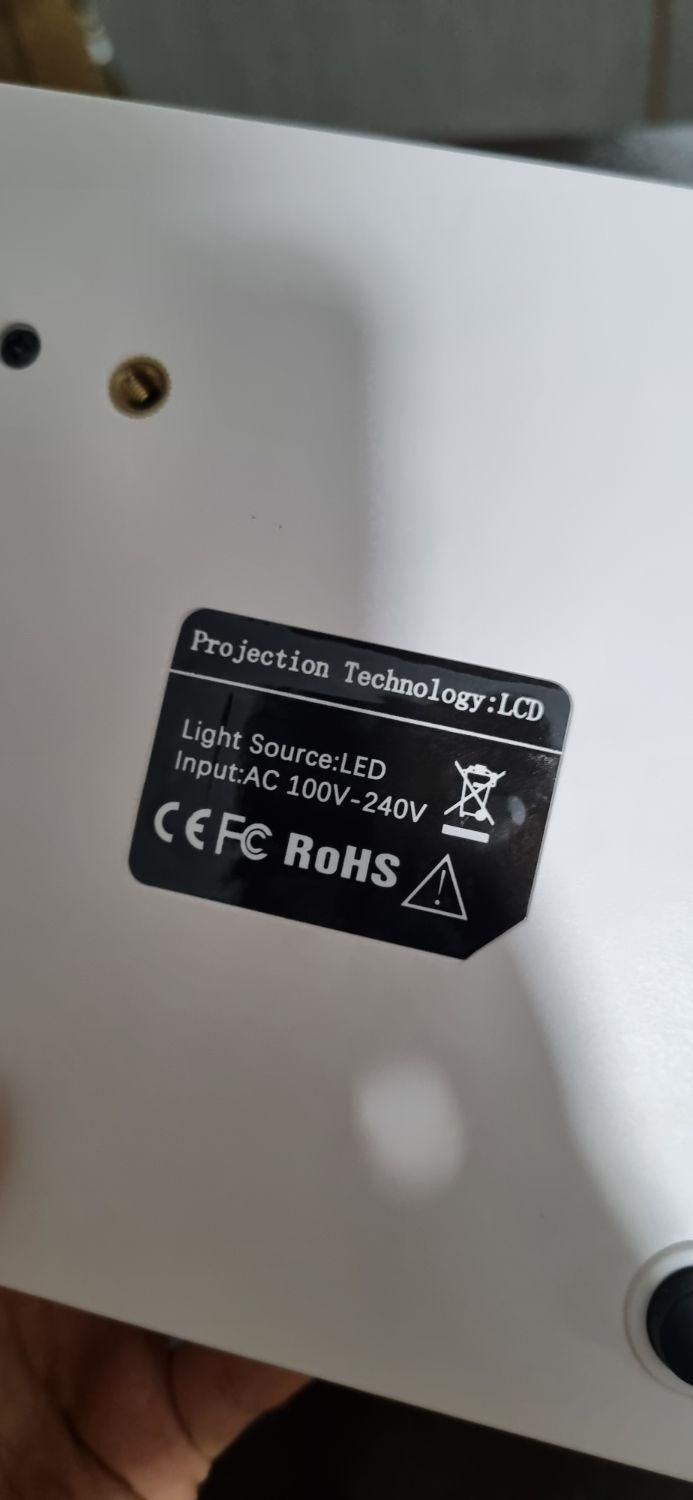 Projection Technology:LCD
Light Source:LED
Input:AC 100V-240V
CE FC RoHS